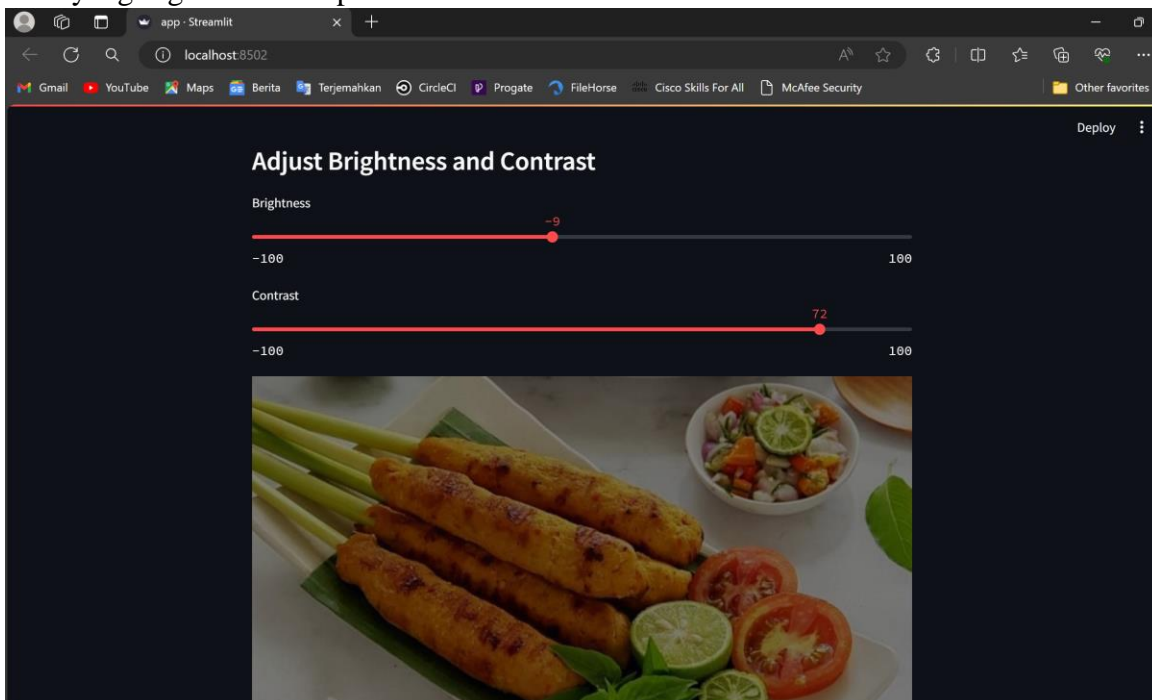 app · Streamlit
localhost:8502
Gmail YouTube Maps Berita Terjemahkan CircleCI Progate FileHorse Cisco Skills For All McAfee Security Other favorites
Deploy
Adjust Brightness and Contrast
Brightness
-9
-100 100
Contrast
72
-100 100